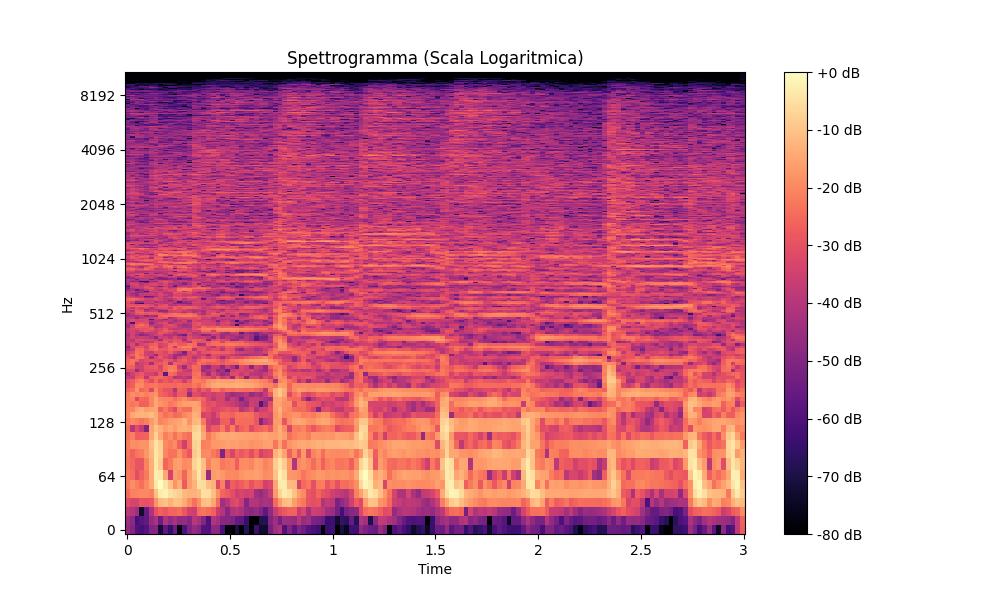 Spettrogramma (Scala Logaritmica)
Hz
8192
4096
2048
1024
512
256
128
64
0
0
0.5
1
1.5
2
2.5
3
Time
+0 dB
-10 dB
-20 dB
-30 dB
-40 dB
-50 dB
-60 dB
-70 dB
-80 dB